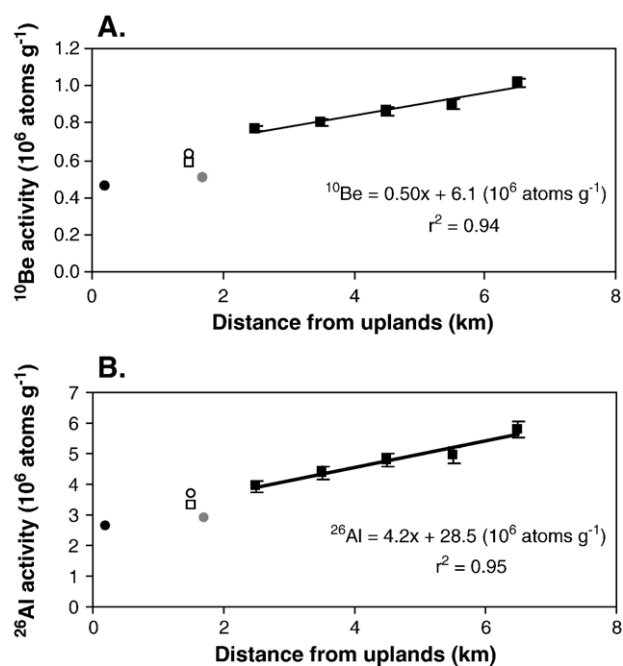 A.
1.2
1.0
0.8
0.6
0.4
0.2
0.0
¹⁰Be activity (10⁶ atoms g⁻¹)
¹⁰Be = 0.50x + 6.1 (10⁶ atoms g⁻¹)
r² = 0.94
0 2 4 6 8
Distance from uplands (km)
B.
7
6
5
4
3
2
1
0
²⁶Al activity (10⁶ atoms g⁻¹)
²⁶Al = 4.2x + 28.5 (10⁶ atoms g⁻¹)
r² = 0.95
0 2 4 6 8
Distance from uplands (km)